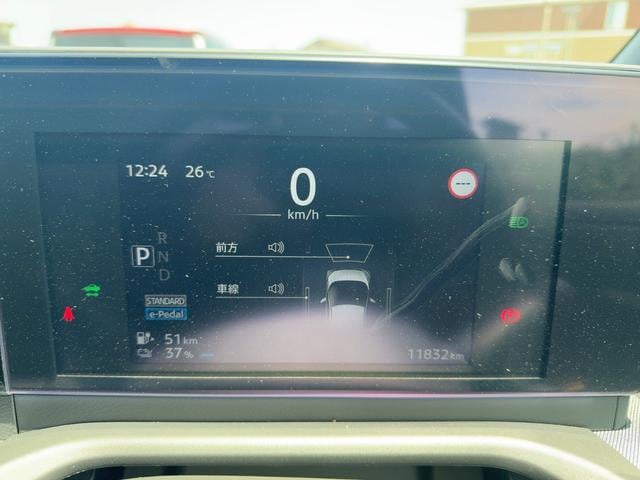 12:24 26℃
0
km/h
---
前方
車線
P R N D
STANDARD
e-Pedal
51km
37%
11832km